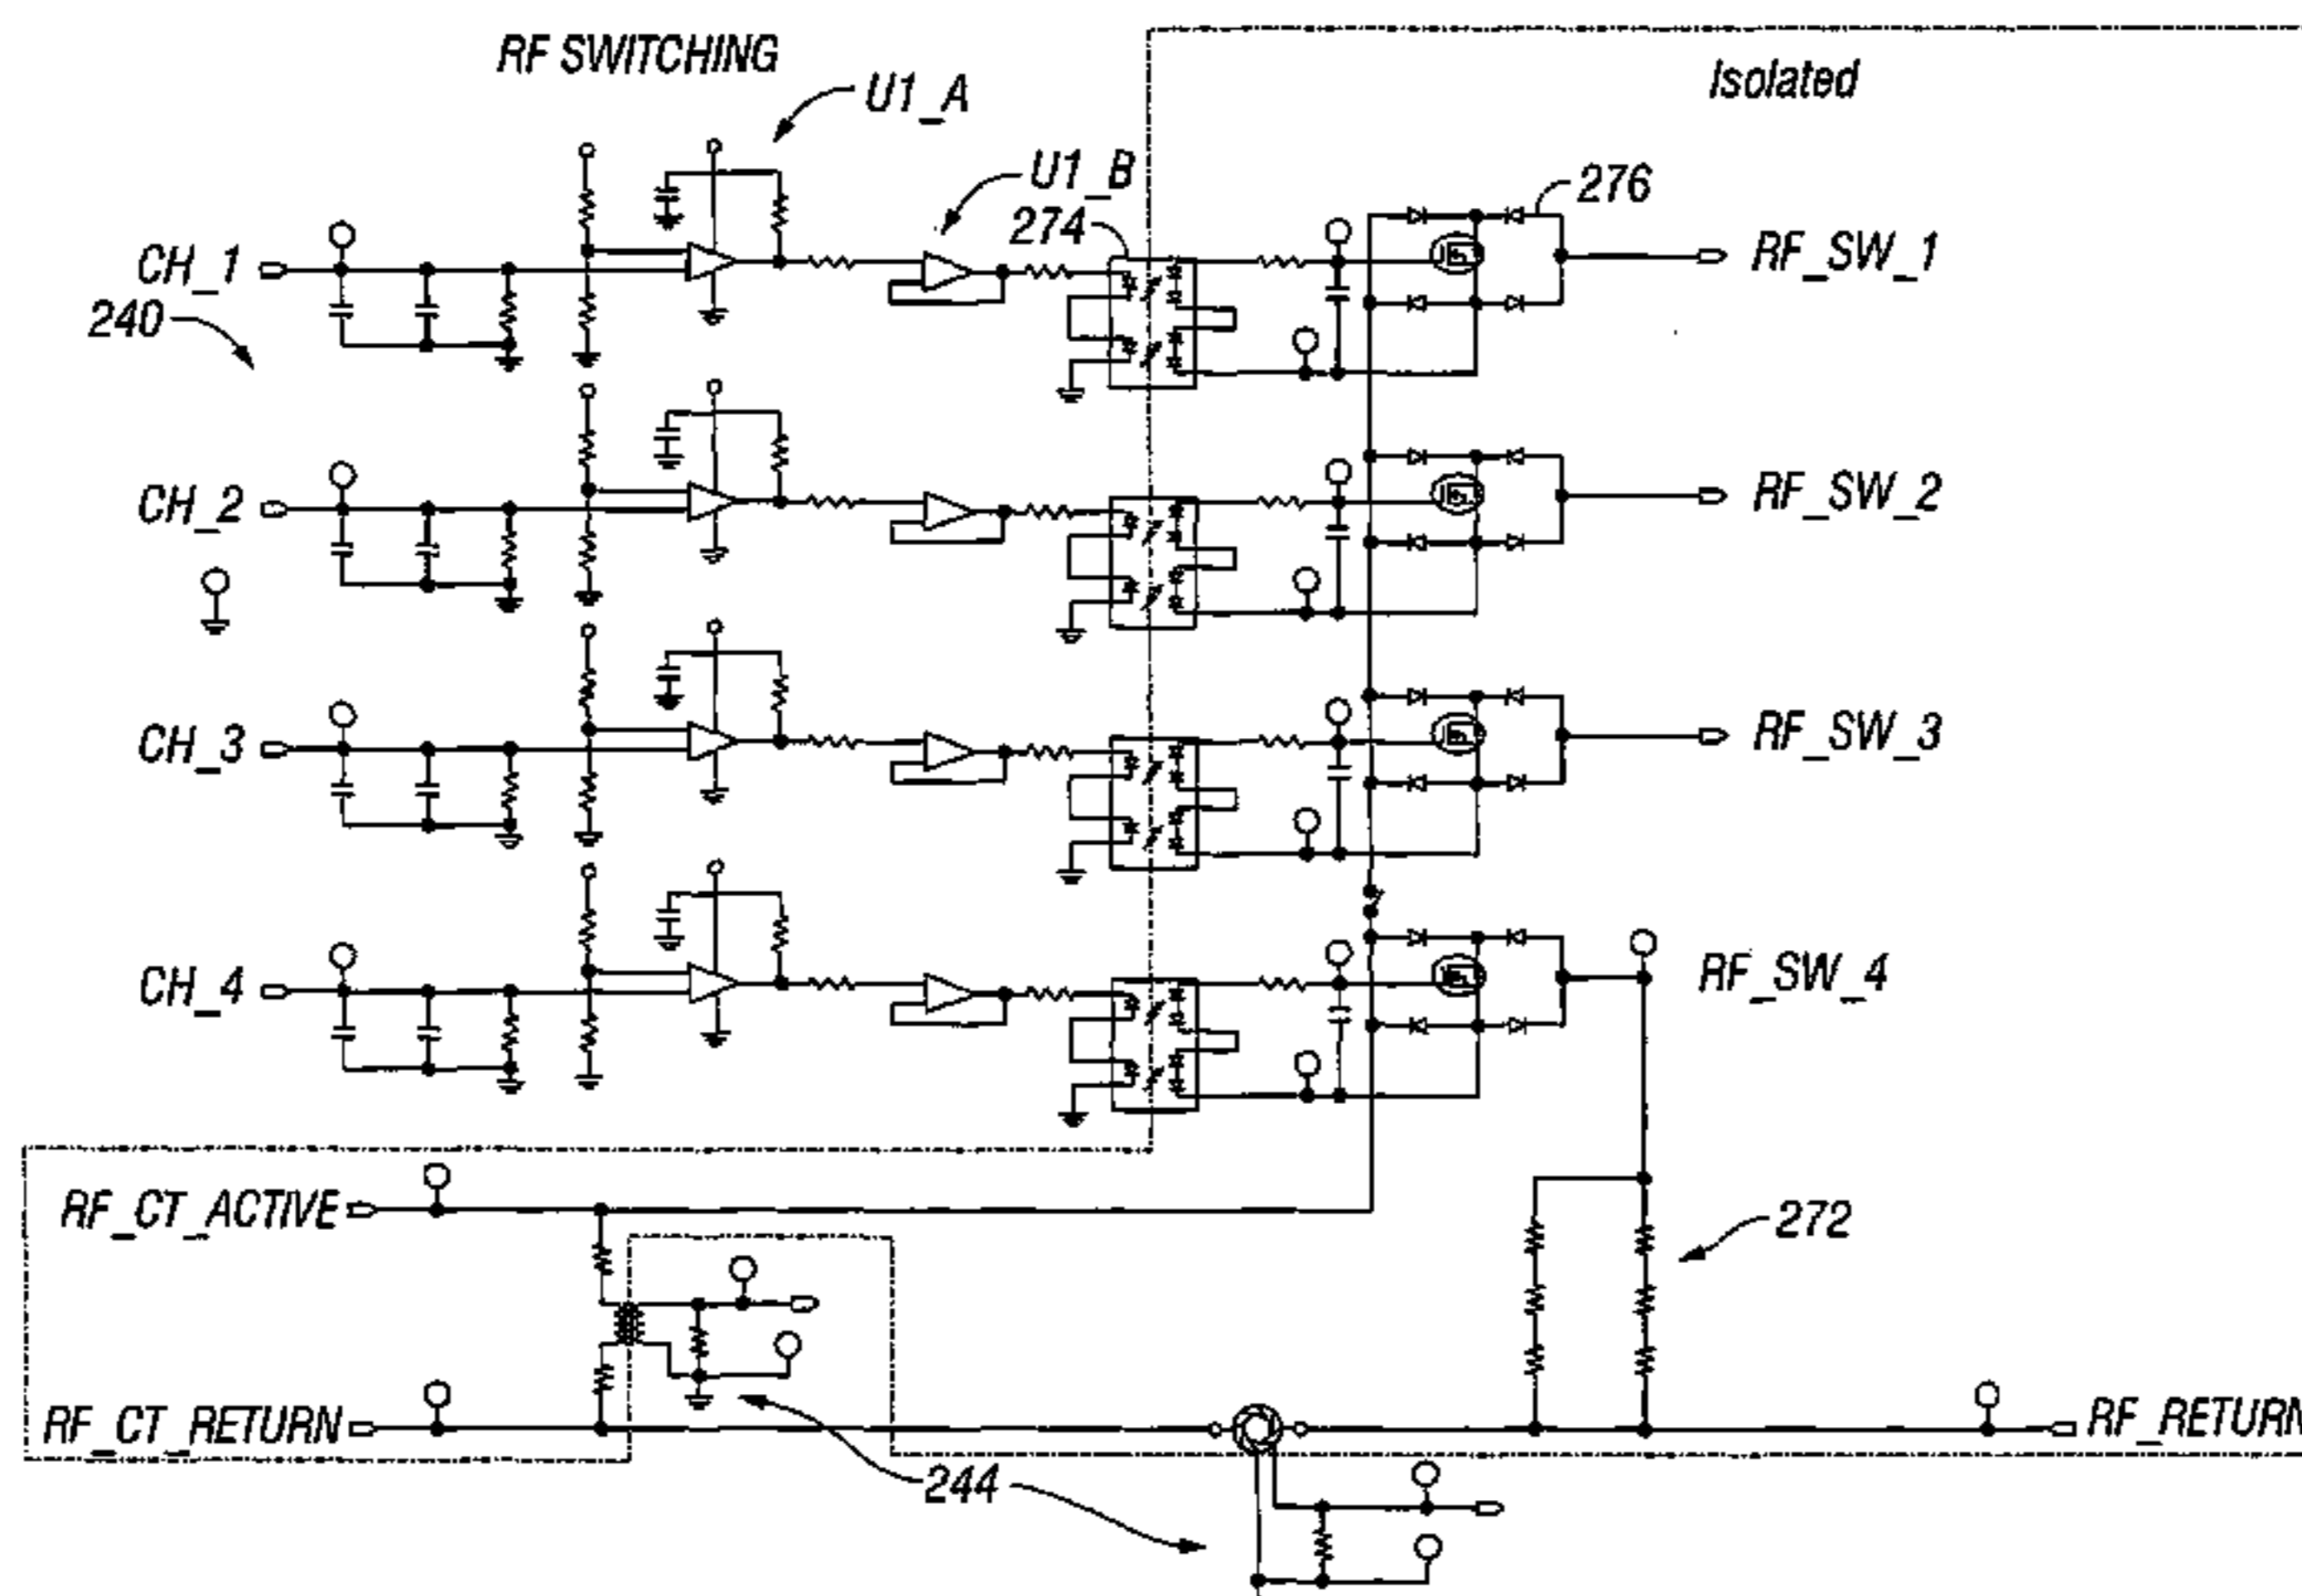 RF SWITCHING
Isolated
U1_A
U1_B
276
274
CH_1
RF_SW_1
240
CH_2
RF_SW_2
CH_3
RF_SW_3
CH_4
RF_SW_4
RF_CT_ACTIVE
272
RF_CT_RETURN
RF_RETURN
244